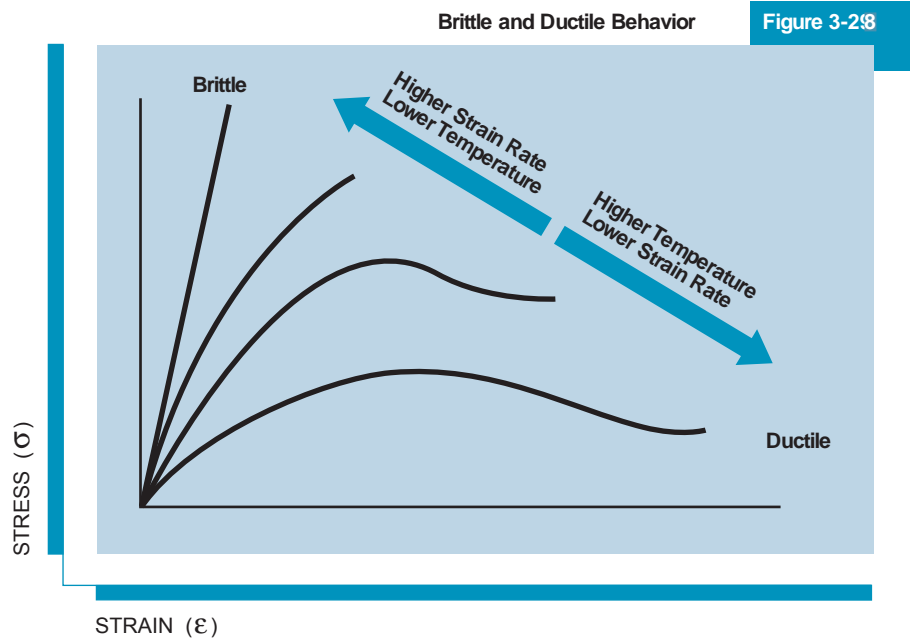 Brittle and Ductile Behavior
Figure 3-28
Brittle
Higher Strain Rate
Lower Temperature
Higher Temperature
Lower Strain Rate
Ductile
STRESS (σ)
STRAIN (ε)